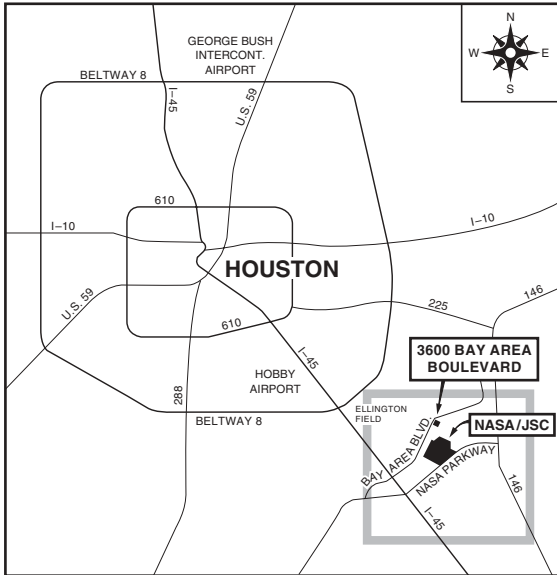 N
W
E
S
GEORGE BUSH
INTERCONT.
AIRPORT
BELTWAY 8
I–45
U.S. 59
610
I–10
I–10
HOUSTON
U.S. 59
225
146
610
I–45
3600 BAY AREA
BOULEVARD
HOBBY
AIRPORT
288
ELLINGTON
FIELD
BELTWAY 8
NASA/JSC
BAY AREA BLVD.
NASA PARKWAY
146
I–45